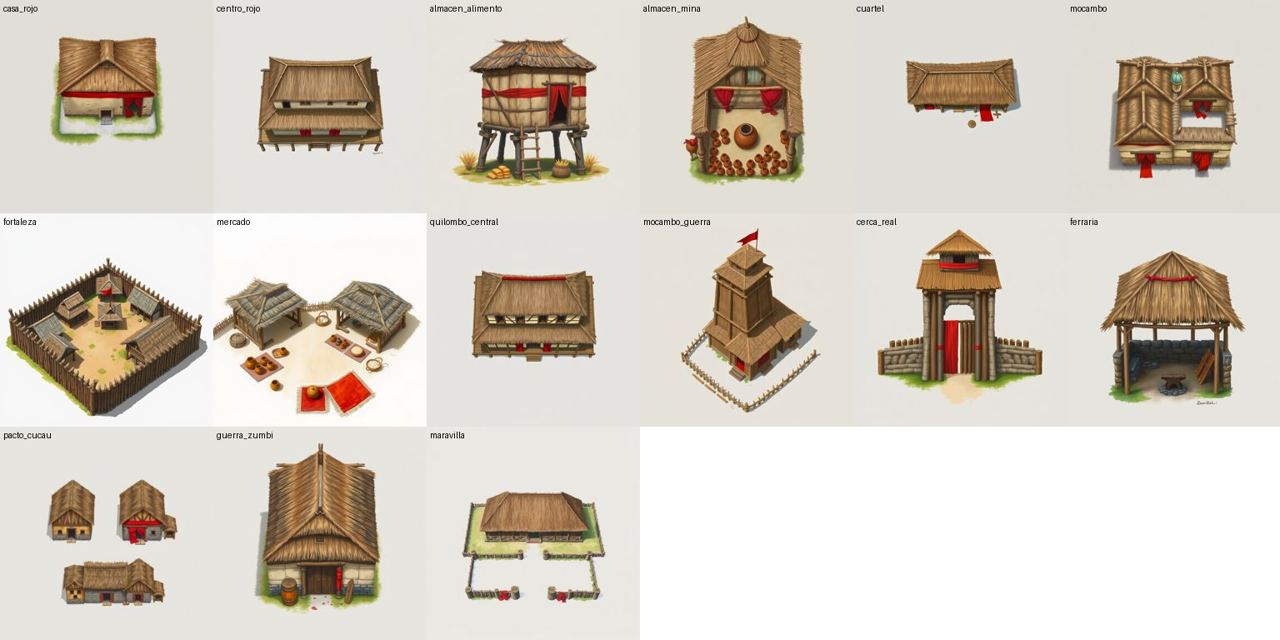 casa_rojo
centro_rojo
almacen_alimento
almacen_mina
cuartel
mocambo
fortaleza
mercado
quilombo_central
mocambo_guerra
cerca_real
ferraria
pacto_cucau
guerra_zumbi
maravilla